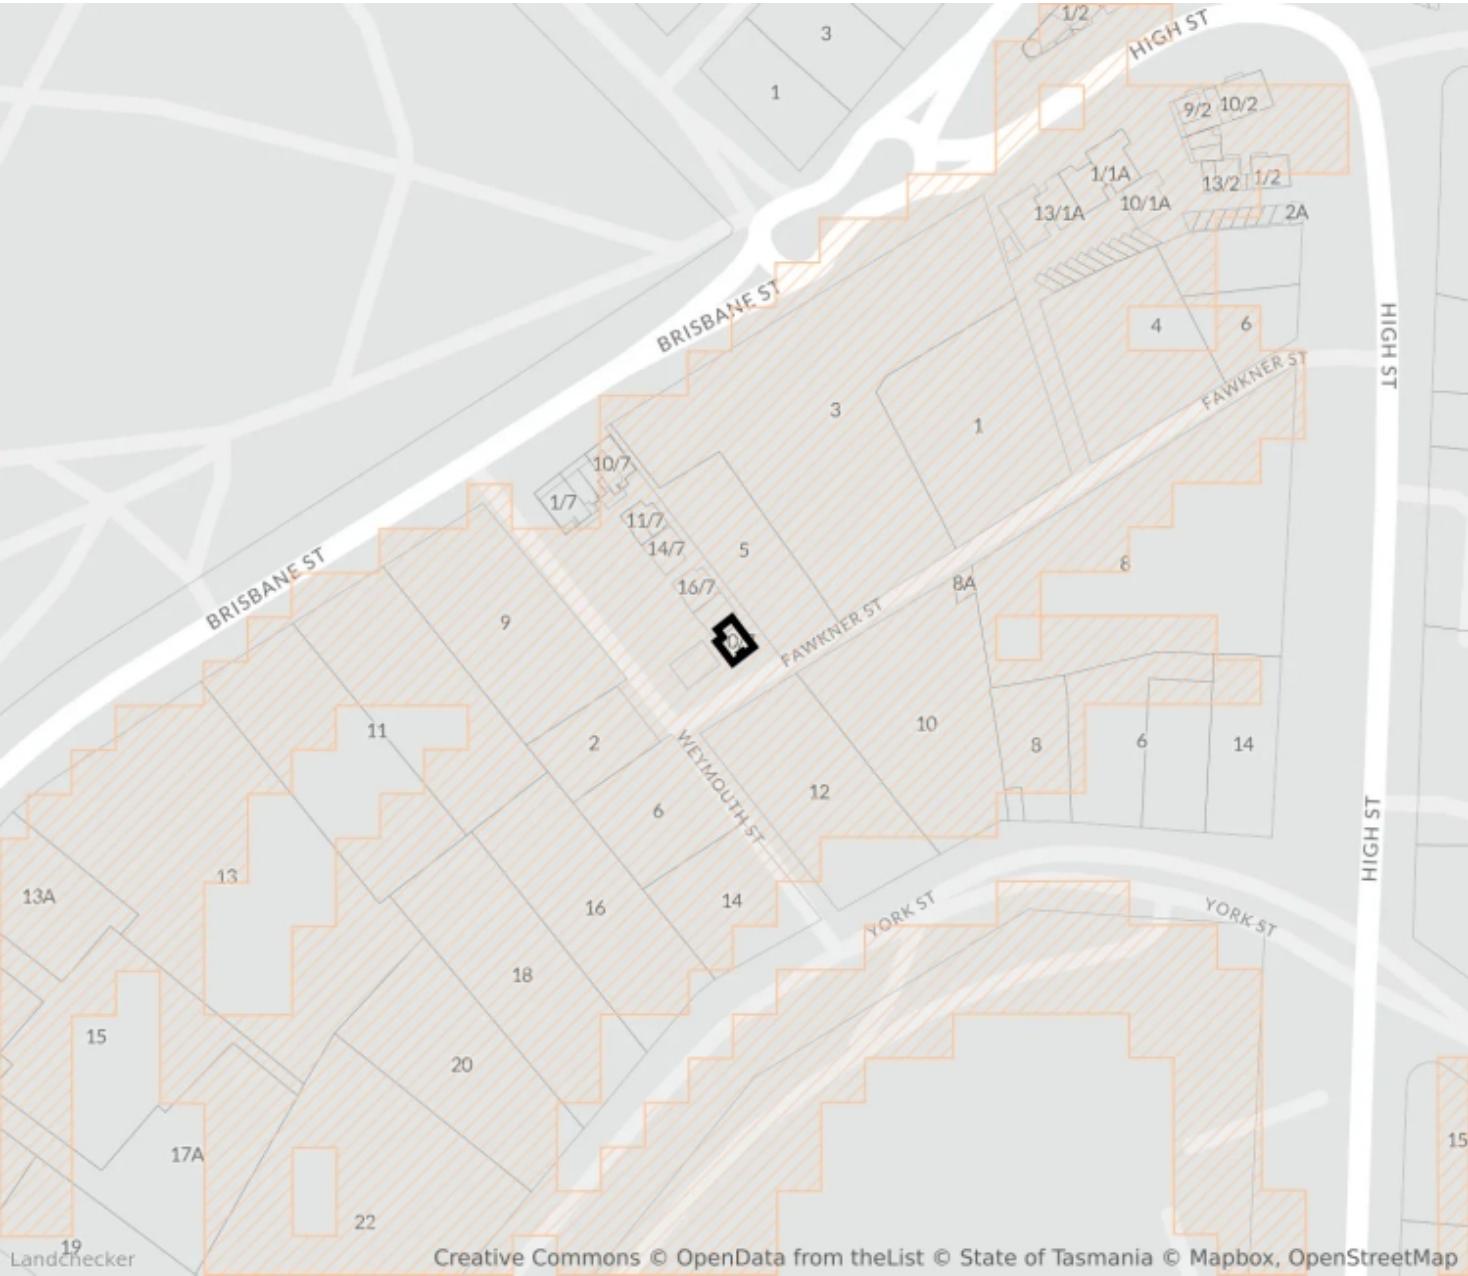 1/2
HIGH ST
3
1
9/2
10/2
1/1A
13/2
1/2
13/1A
10/1A
2A
BRISBANE ST
4
6
HIGH ST
FAWKNER ST
3
1
10/7
1/7
11/7
14/7
5
16/7
8
8A
BRISBANE ST
9
FAWKNER ST
11
2
10
8
6
14
WEYMOUTH ST
12
6
HIGH ST
13
13A
16
14
YORK ST
YORK ST
18
15
20
17A
15
22
19
Landchecker
Creative Commons © OpenData from theList © State of Tasmania © Mapbox, OpenStreetMap